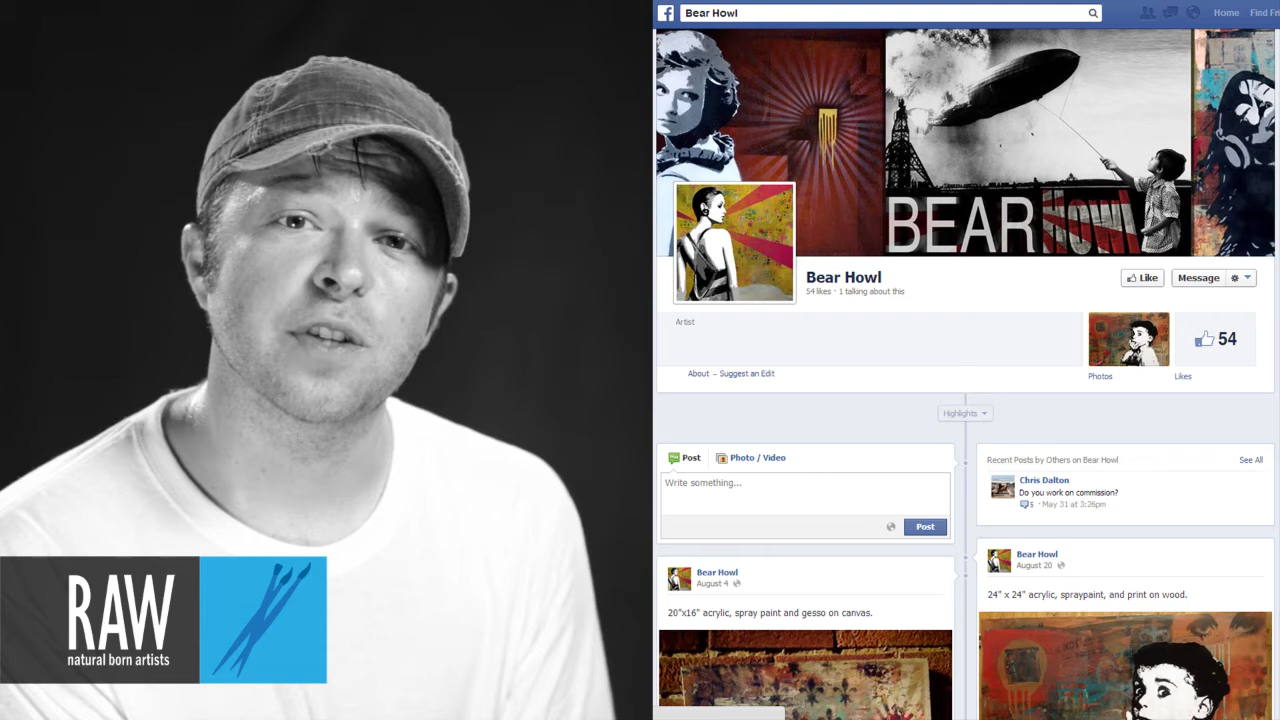 RAW
natural born artists
Bear Howl
Home
Find Fr
BEAR HOWL
Bear Howl
54 likes · 1 talking about this
Like
Message
Artist
54
About – Suggest an Edit
Photos
Likes
Highlights
Post
Photo / Video
Write something...
Post
Recent Posts by Others on Bear Howl
See All
Chris Dalton
Do you work on commission?
5 · May 31 at 3:26pm
Bear Howl
August 4
20"x16" acrylic, spray paint and gesso on canvas.
Bear Howl
August 20
24" x 24" acrylic, spraypaint, and print on wood.